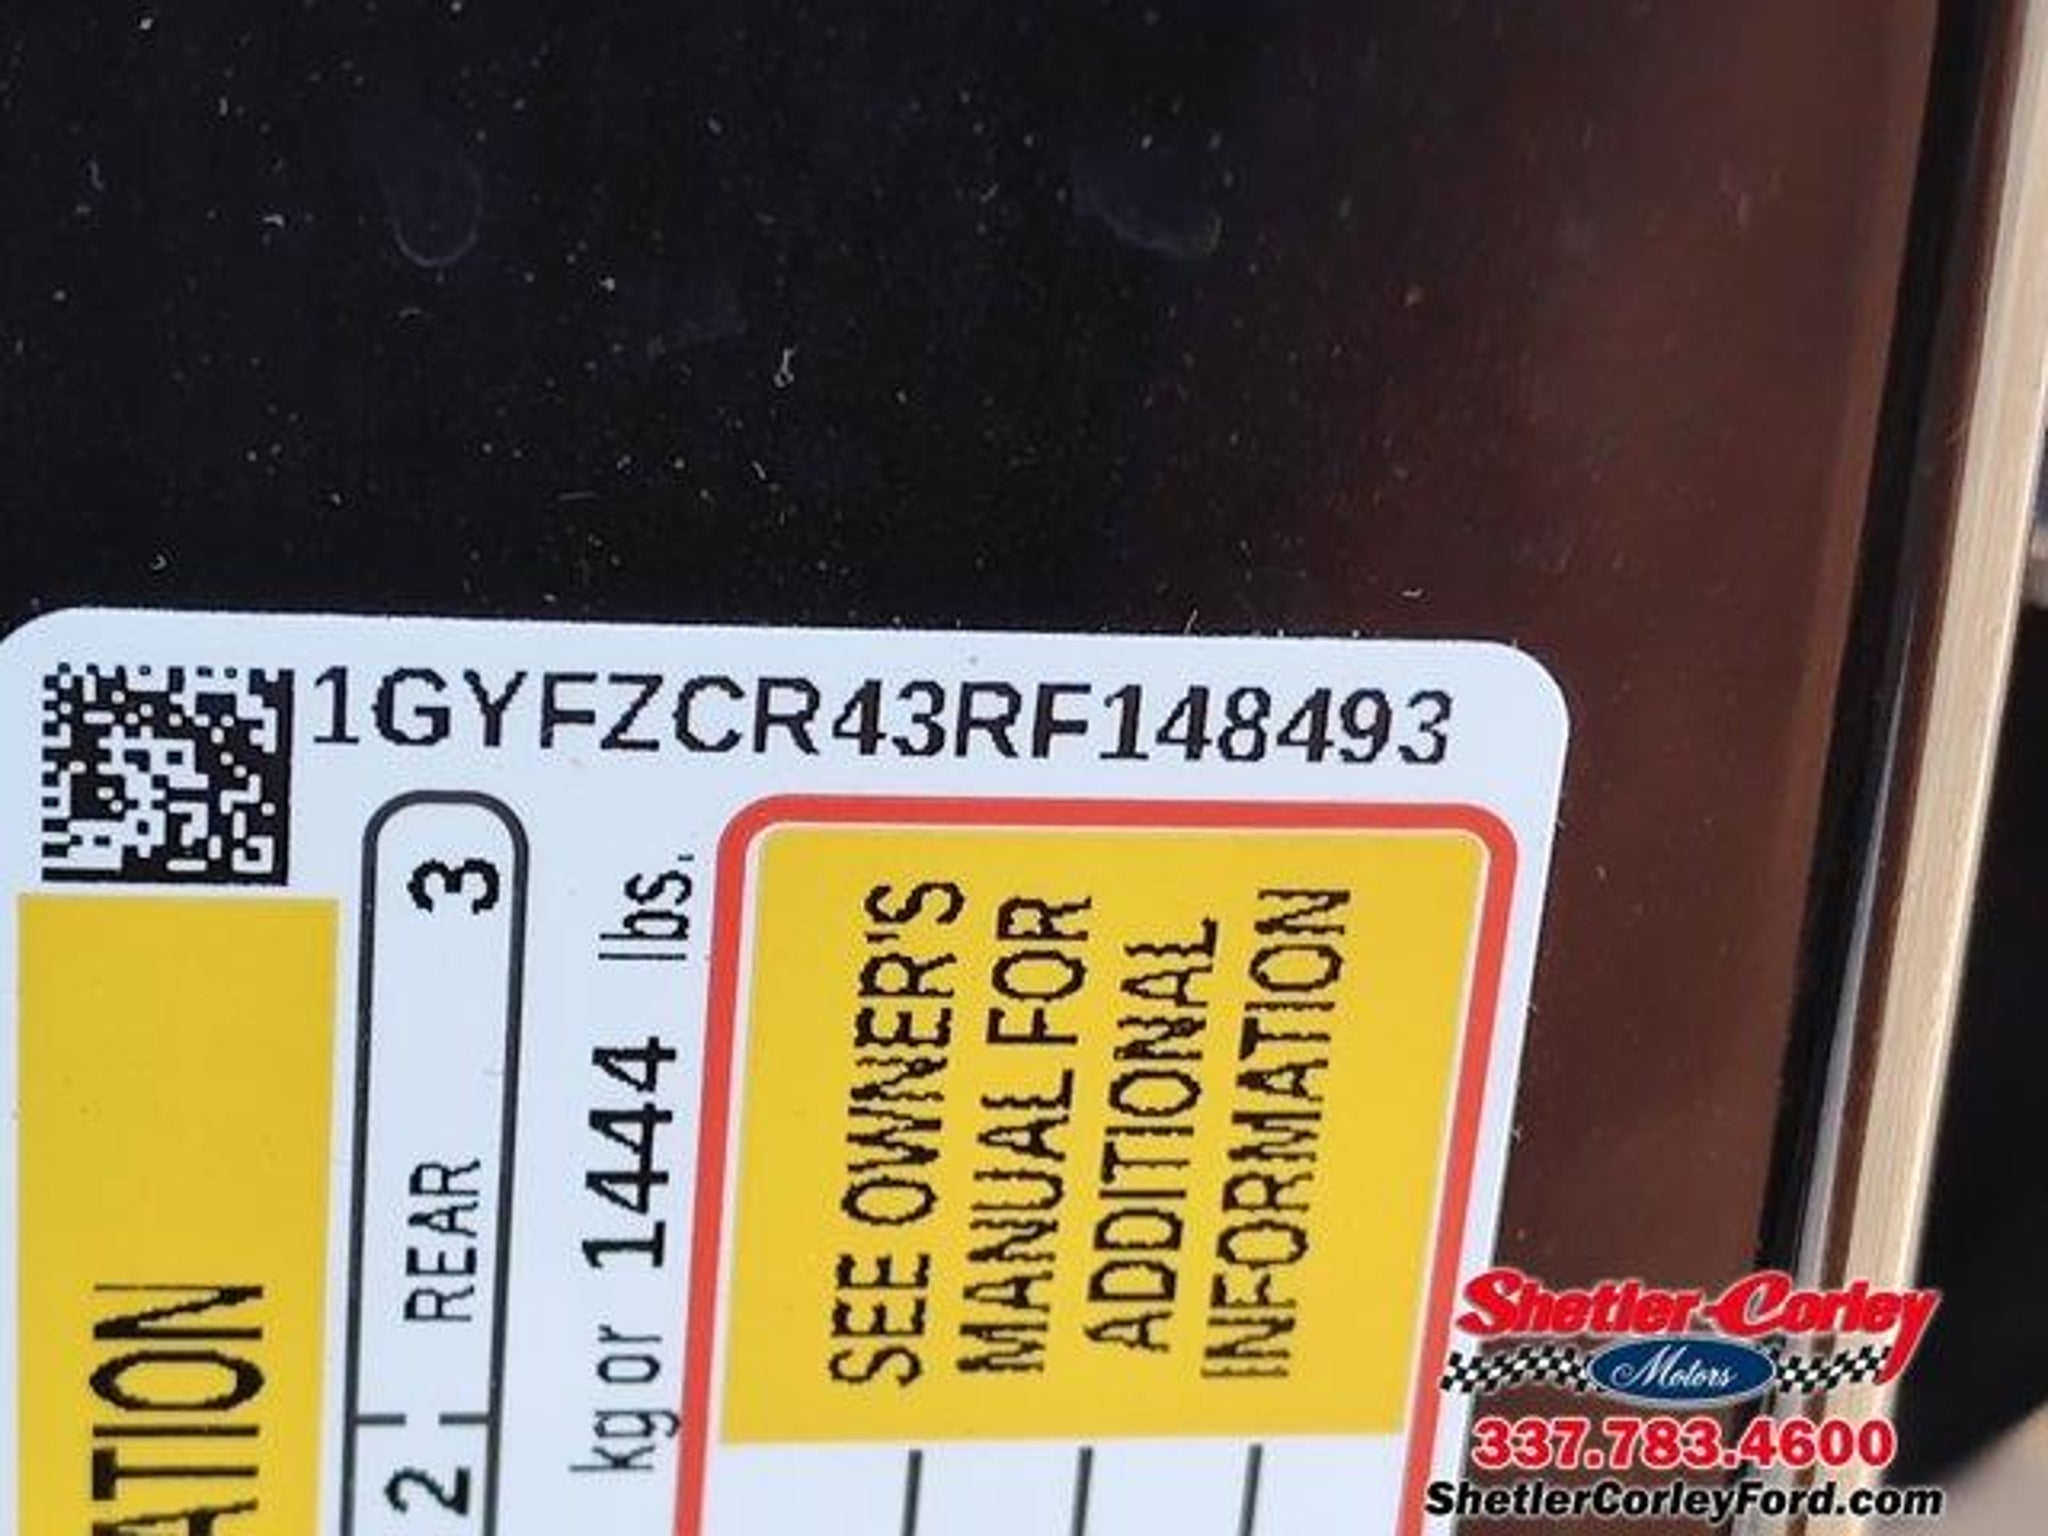 1GYFZCR43RF148493
ATION
2
REAR
3
kg or 1444 lbs.
SEE OWNER'S
MANUAL FOR
ADDITIONAL
INFORMATION
Shetler-Corley
Motors
337.783.4600
ShetlerCorleyFord.com